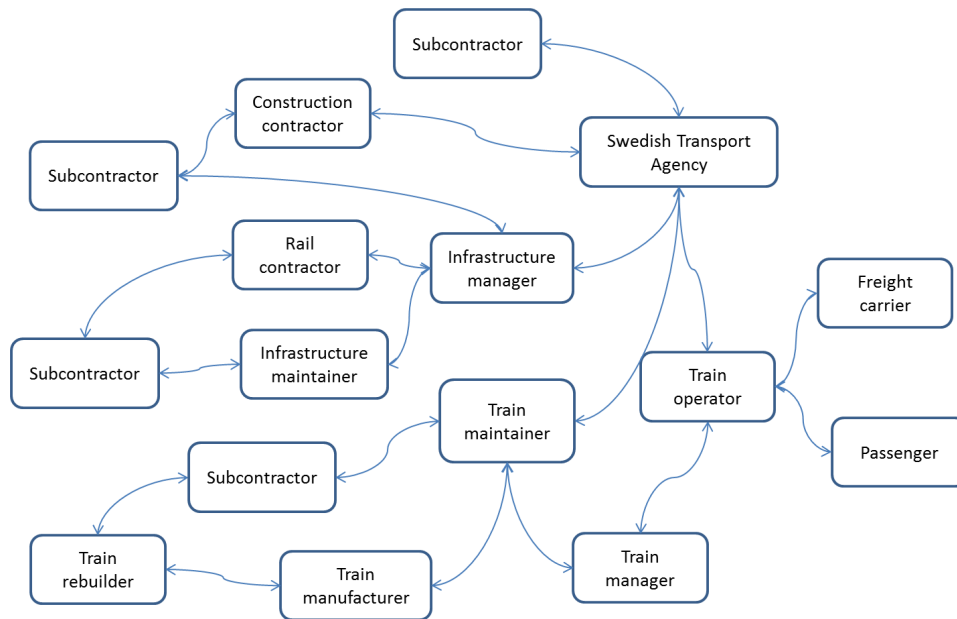 Subcontractor
Construction
contractor
Swedish Transport
Agency
Subcontractor
Rail
contractor
Infrastructure
manager
Freight
carrier
Subcontractor
Infrastructure
maintainer
Train
operator
Train
maintainer
Subcontractor
Passenger
Train
rebuilder
Train
manufacturer
Train
manager